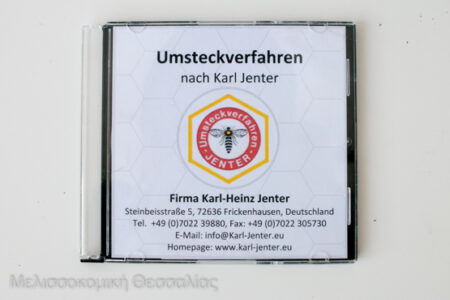 Umsteckverfahren
nach Karl Jenter
Umsteckverfahren
· JENTER ·
Firma Karl-Heinz Jenter
Steinbeisstraße 5, 72636 Frickenhausen, Deutschland
Tel. +49 (0)7022 39880, Fax: +49 (0)7022 305730
E-Mail: info@Karl-Jenter.eu
Homepage: www.karl-jenter.eu
Μελισσοκομική Θεσσαλίας